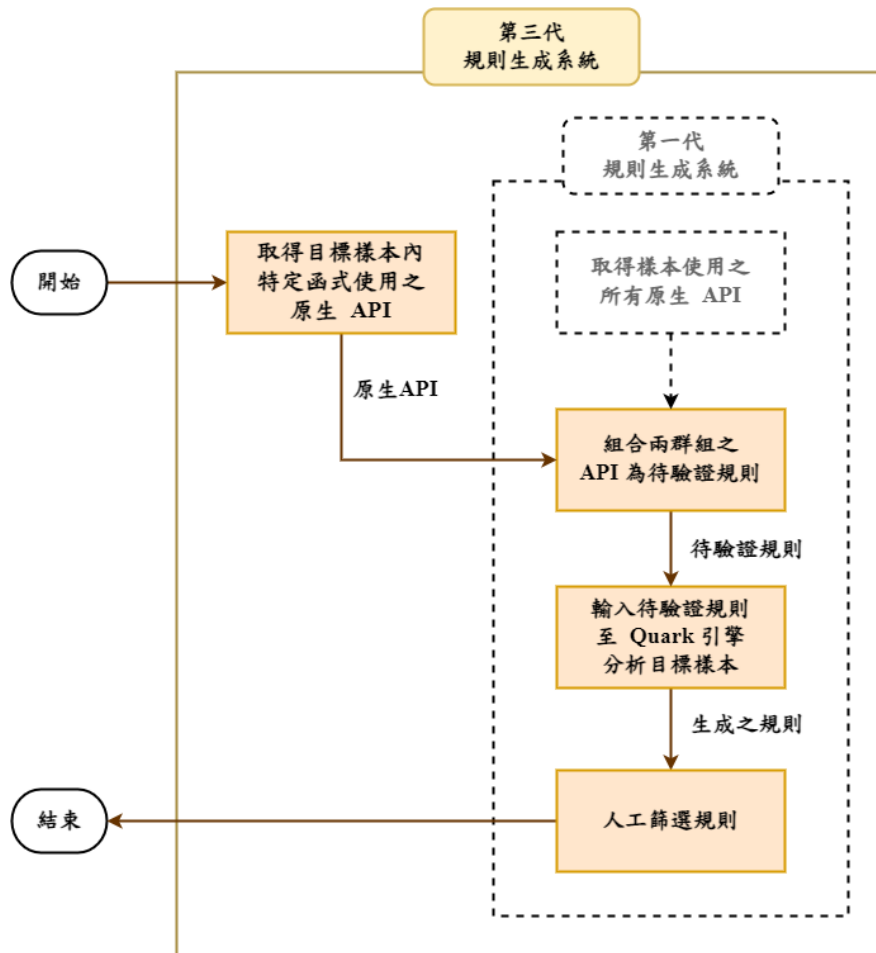 第三代
規則生成系統
第一代
規則生成系統
開始
取得目標樣本內
特定函式使用之
原生 API
取得樣本使用之
所有原生 API
原生API
組合兩群組之
API 為待驗證規則
待驗證規則
輸入待驗證規則
至 Quark 引擎
分析目標樣本
生成之規則
結束
人工篩選規則